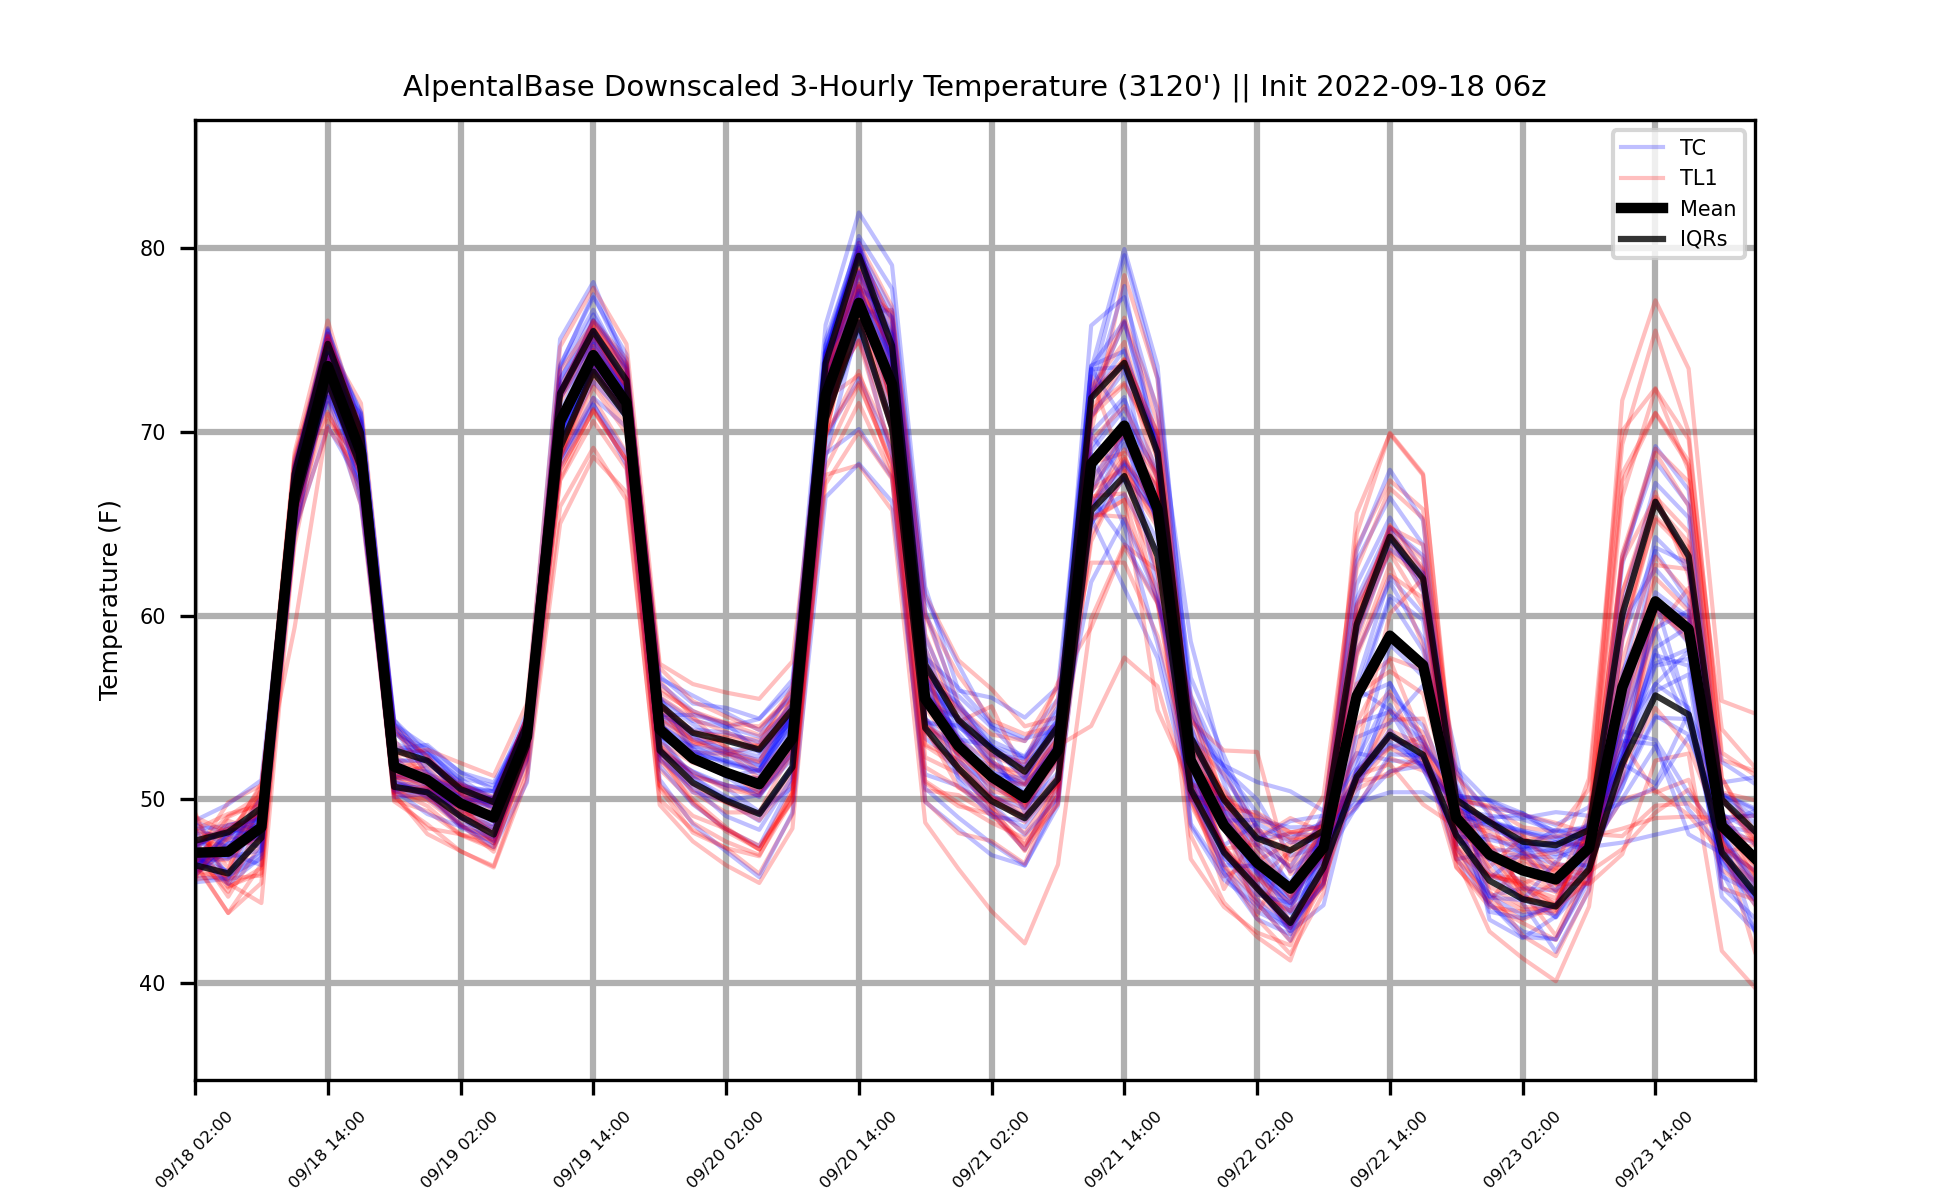 AlpentalBase Downscaled 3-Hourly Temperature (3120') || Init 2022-09-18 06z
TC
TL1
Mean
IQRs
Temperature (F)
80
70
60
50
40
09/18 02:00
09/18 14:00
09/19 02:00
09/19 14:00
09/20 02:00
09/20 14:00
09/21 02:00
09/21 14:00
09/22 02:00
09/22 14:00
09/23 02:00
09/23 14:00